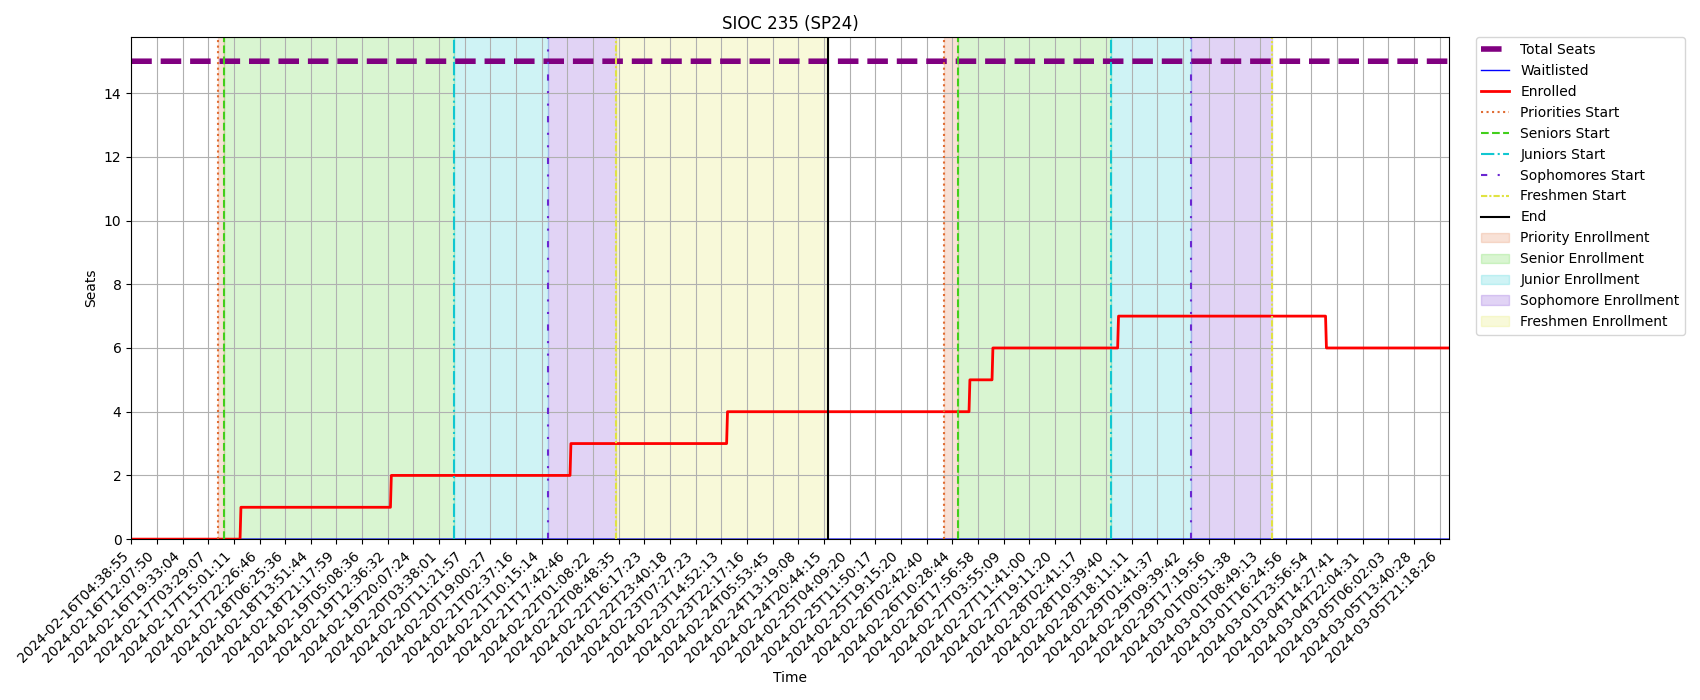 SIOC 235 (SP24)
Seats
14
12
10
8
6
4
2
0
2024-02-16T04:38:55
2024-02-16T12:07:50
2024-02-16T19:33:04
2024-02-17T03:29:07
2024-02-17T15:01:11
2024-02-17T22:26:46
2024-02-18T06:25:36
2024-02-18T13:51:44
2024-02-18T21:17:59
2024-02-19T05:08:36
2024-02-19T12:36:32
2024-02-19T20:07:24
2024-02-20T03:38:01
2024-02-20T11:21:57
2024-02-20T19:00:27
2024-02-21T02:37:16
2024-02-21T10:15:14
2024-02-21T17:42:46
2024-02-22T01:08:22
2024-02-22T08:48:35
2024-02-22T16:17:23
2024-02-22T23:40:18
2024-02-23T07:27:23
2024-02-23T14:52:13
2024-02-23T22:17:16
2024-02-24T05:53:45
2024-02-24T13:19:08
2024-02-24T20:44:15
2024-02-25T04:09:20
2024-02-25T11:50:17
2024-02-25T19:15:20
2024-02-26T02:42:40
2024-02-26T10:28:44
2024-02-26T17:56:58
2024-02-27T03:55:09
2024-02-27T11:41:00
2024-02-27T19:11:20
2024-02-28T02:41:17
2024-02-28T10:39:40
2024-02-28T18:11:11
2024-02-29T01:41:37
2024-02-29T09:39:42
2024-02-29T17:19:56
2024-03-01T00:51:38
2024-03-01T08:49:13
2024-03-01T16:24:56
2024-03-01T23:56:54
2024-03-04T14:27:41
2024-03-04T22:04:31
2024-03-05T06:02:03
2024-03-05T13:40:28
2024-03-05T21:18:26
Time
Total Seats
Waitlisted
Enrolled
Priorities Start
Seniors Start
Juniors Start
Sophomores Start
Freshmen Start
End
Priority Enrollment
Senior Enrollment
Junior Enrollment
Sophomore Enrollment
Freshmen Enrollment